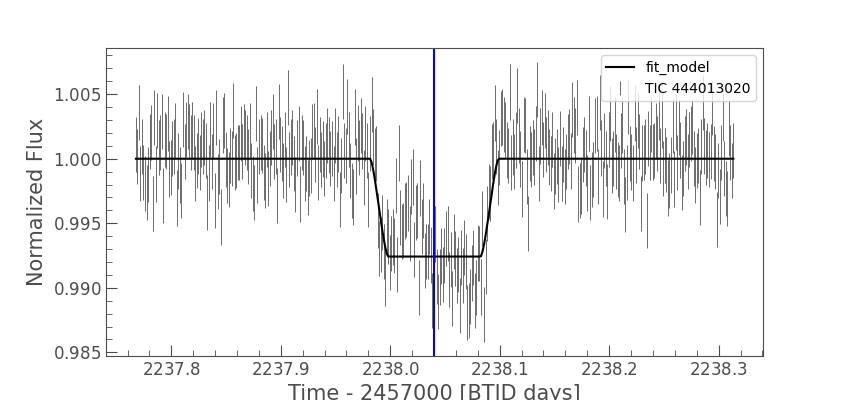 fit_model
TIC 444013020
1.005
1.000
0.995
0.990
0.985
Normalized Flux
2237.8 2237.9 2238.0 2238.1 2238.2 2238.3
Time - 2457000 [BTJD days]